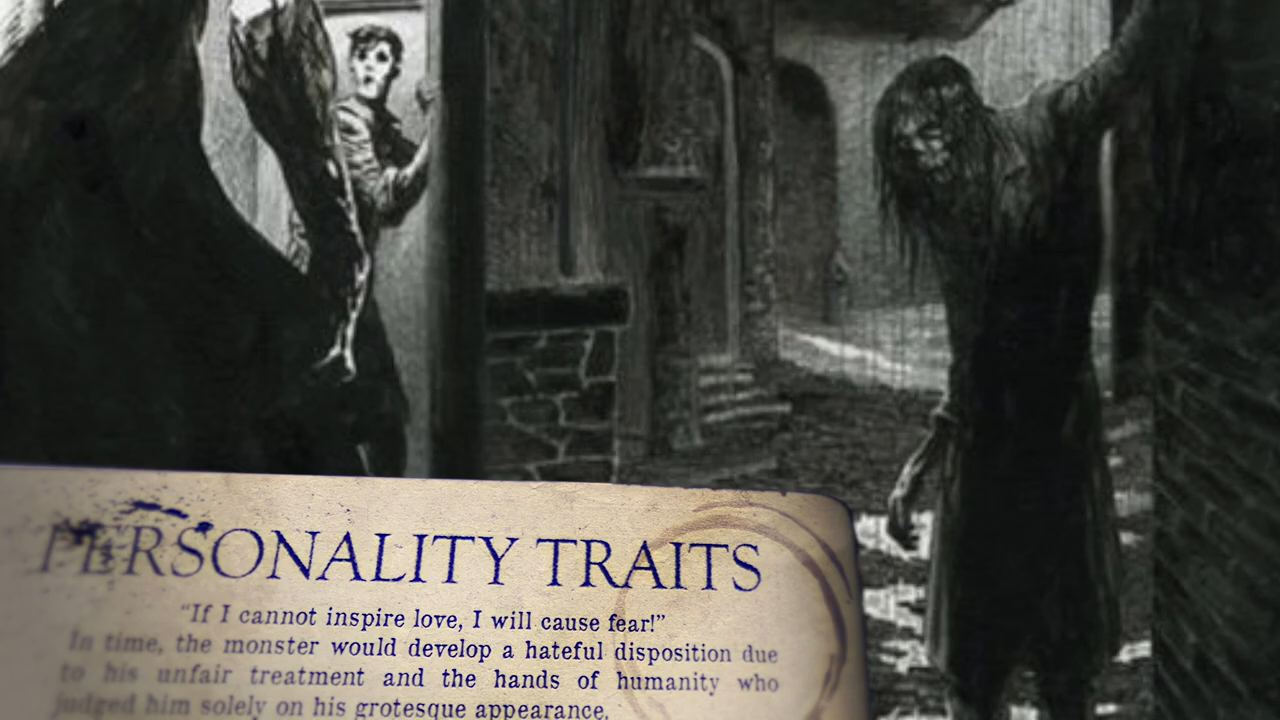 PERSONALITY TRAITS
“If I cannot inspire love, I will cause fear!”
In time, the monster would develop a hateful disposition due
to his unfair treatment and the hands of humanity who
judged him solely on his grotesque appearance.